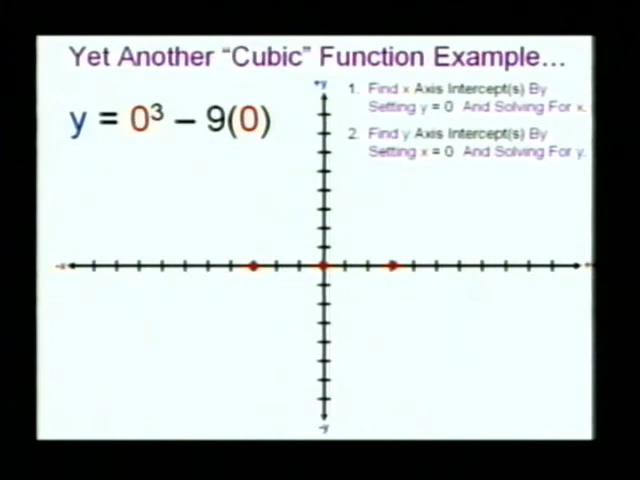 Yet Another “Cubic” Function Example...
y = 0³ – 9(0)
1. Find x Axis Intercept(s) By
Setting y = 0 And Solving For x.
2. Find y Axis Intercept(s) By
Setting x = 0 And Solving For y.
+y
-x
-y